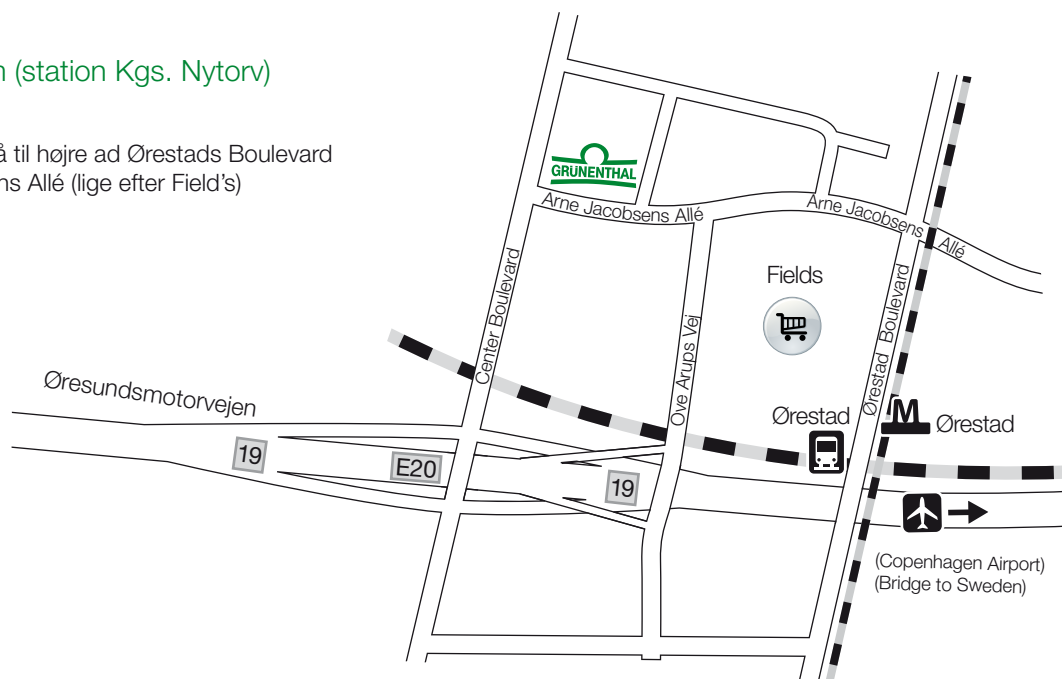 n (station Kgs. Nytorv)
å til højre ad Ørestads Boulevard
ns Allé (lige efter Field's)
GRÜNENTHAL
Arne Jacobsens Allé
Arne Jacobsens Allé
Fields
Center Boulevard
Ove Arups Vej
Ørestad Boulevard
Øresundsmotorvejen
Ørestad
M Ørestad
19
E20
19
(Copenhagen Airport)
(Bridge to Sweden)